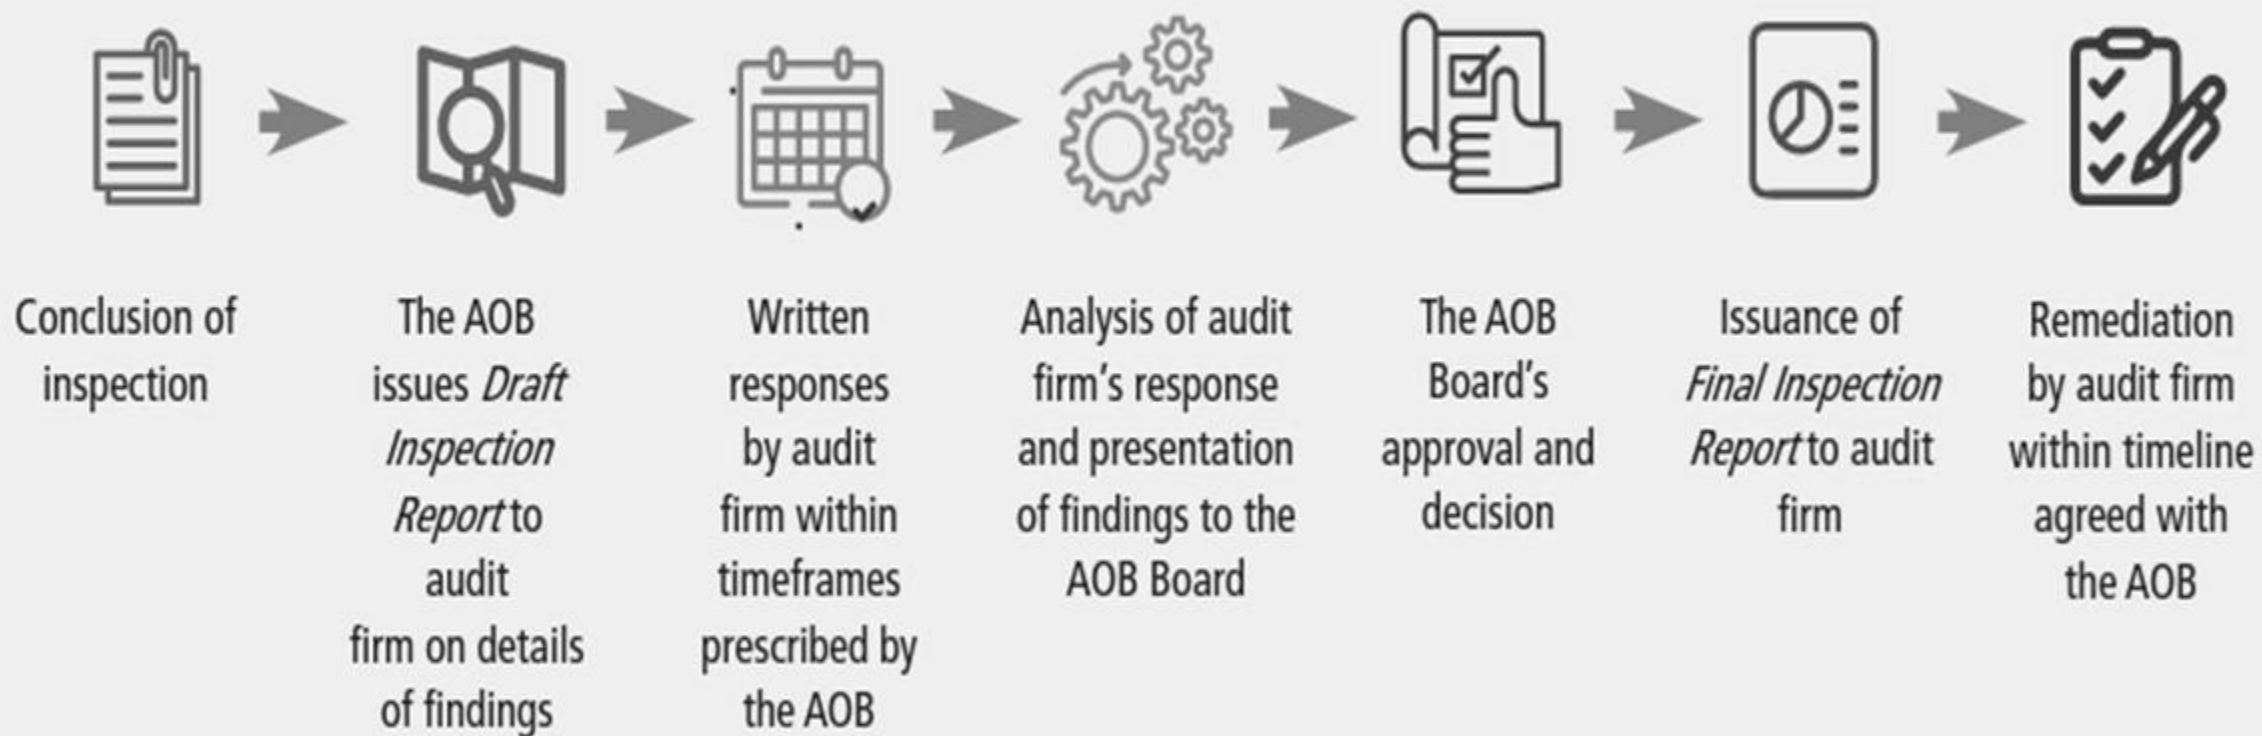 Conclusion of
inspection
The AOB
issues Draft
Inspection
Report to
audit
firm on details
of findings
Written
responses
by audit
firm within
timeframes
prescribed by
the AOB
Analysis of audit
firm's response
and presentation
of findings to the
AOB Board
The AOB
Board's
approval and
decision
Issuance of
Final Inspection
Report to audit
firm
Remediation
by audit firm
within timeline
agreed with
the AOB